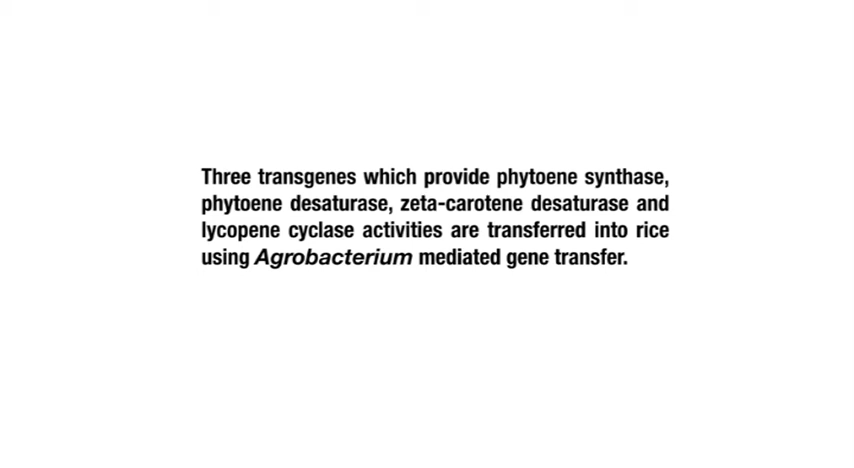 Three transgenes which provide phytoene synthase,
phytoene desaturase, zeta-carotene desaturase and
lycopene cyclase activities are transferred into rice
using Agrobacterium mediated gene transfer.